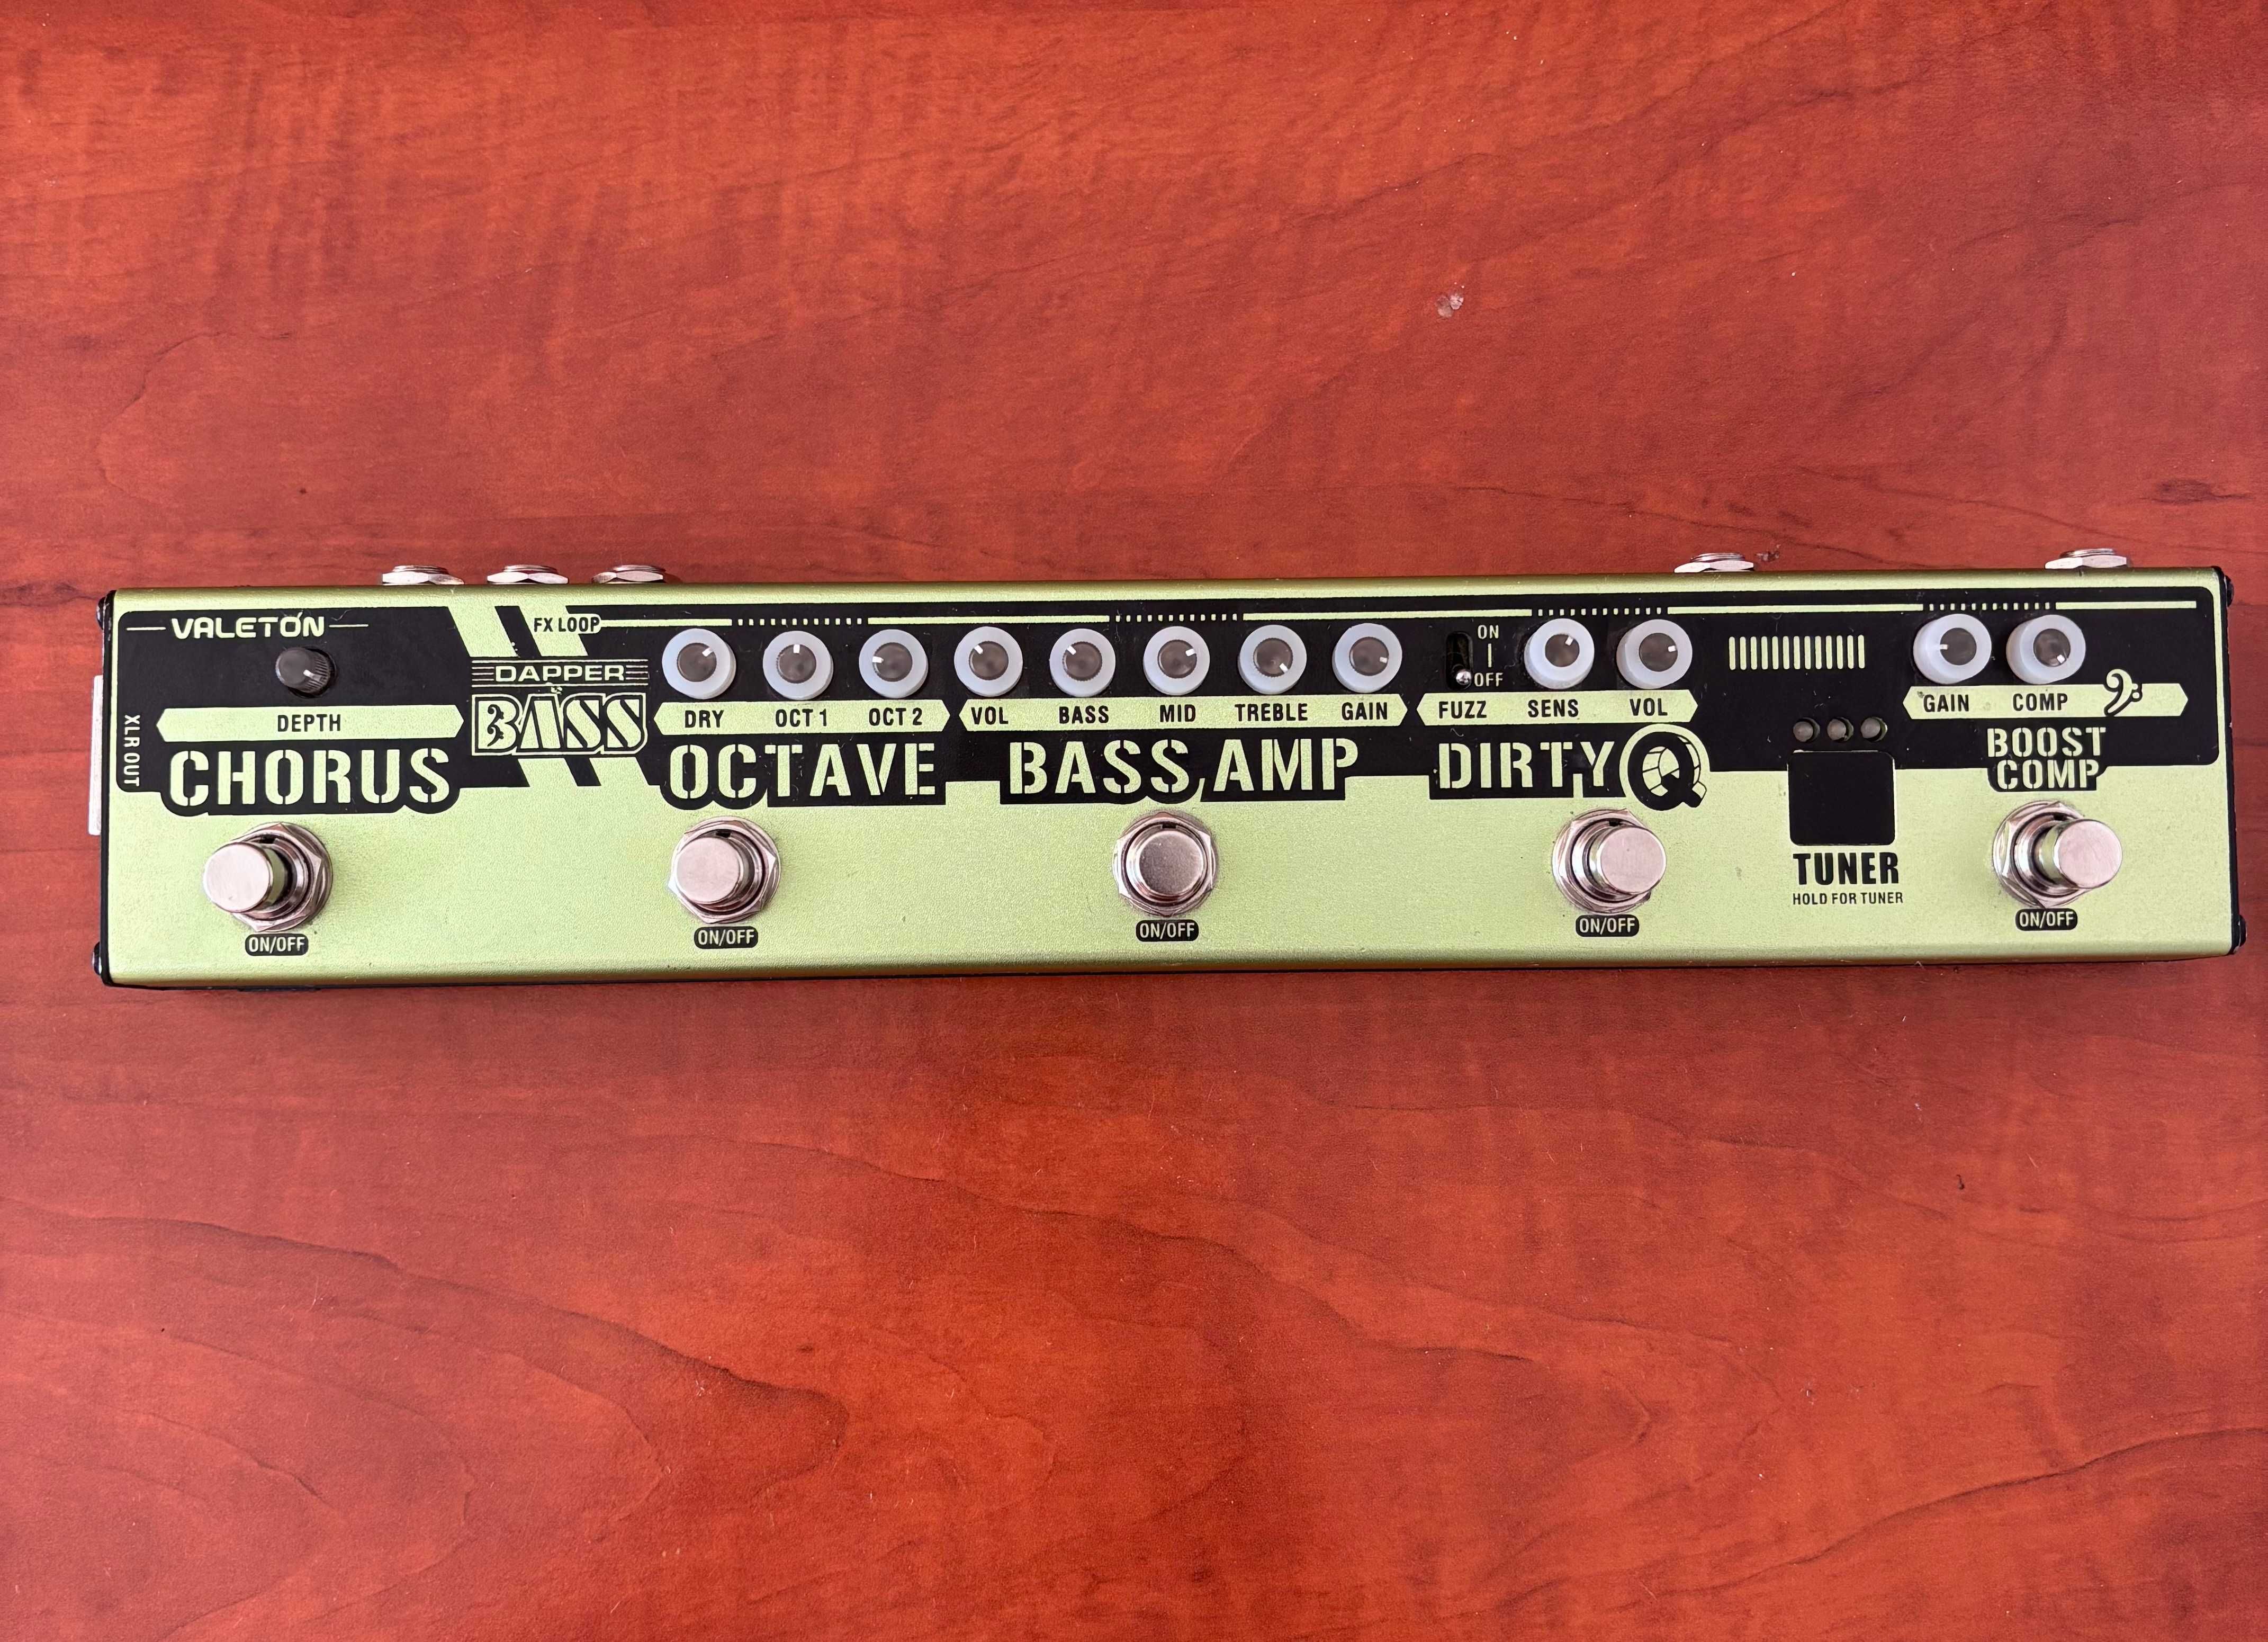 VALETON
DEPTH
CHORUS
XLR OUT
ON/OFF
FX LOOP
DAPPER
BASS
DRY OCT 1 OCT 2
OCTAVE
ON/OFF
VOL BASS MID TREBLE GAIN
BASS AMP
ON/OFF
ON
OFF
FUZZ SENS VOL
DIRTY Q
ON/OFF
TUNER
HOLD FOR TUNER
GAIN COMP
BOOST
COMP
ON/OFF